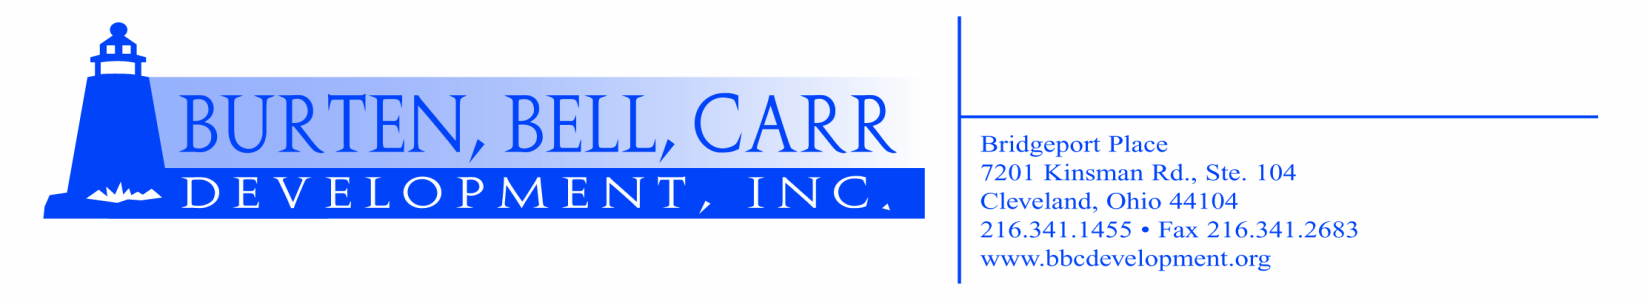 BURTEN, BELL, CARR
DEVELOPMENT, INC.
Bridgeport Place
7201 Kinsman Rd., Ste. 104
Cleveland, Ohio 44104
216.341.1455 • Fax 216.341.2683
www.bbcdevelopment.org